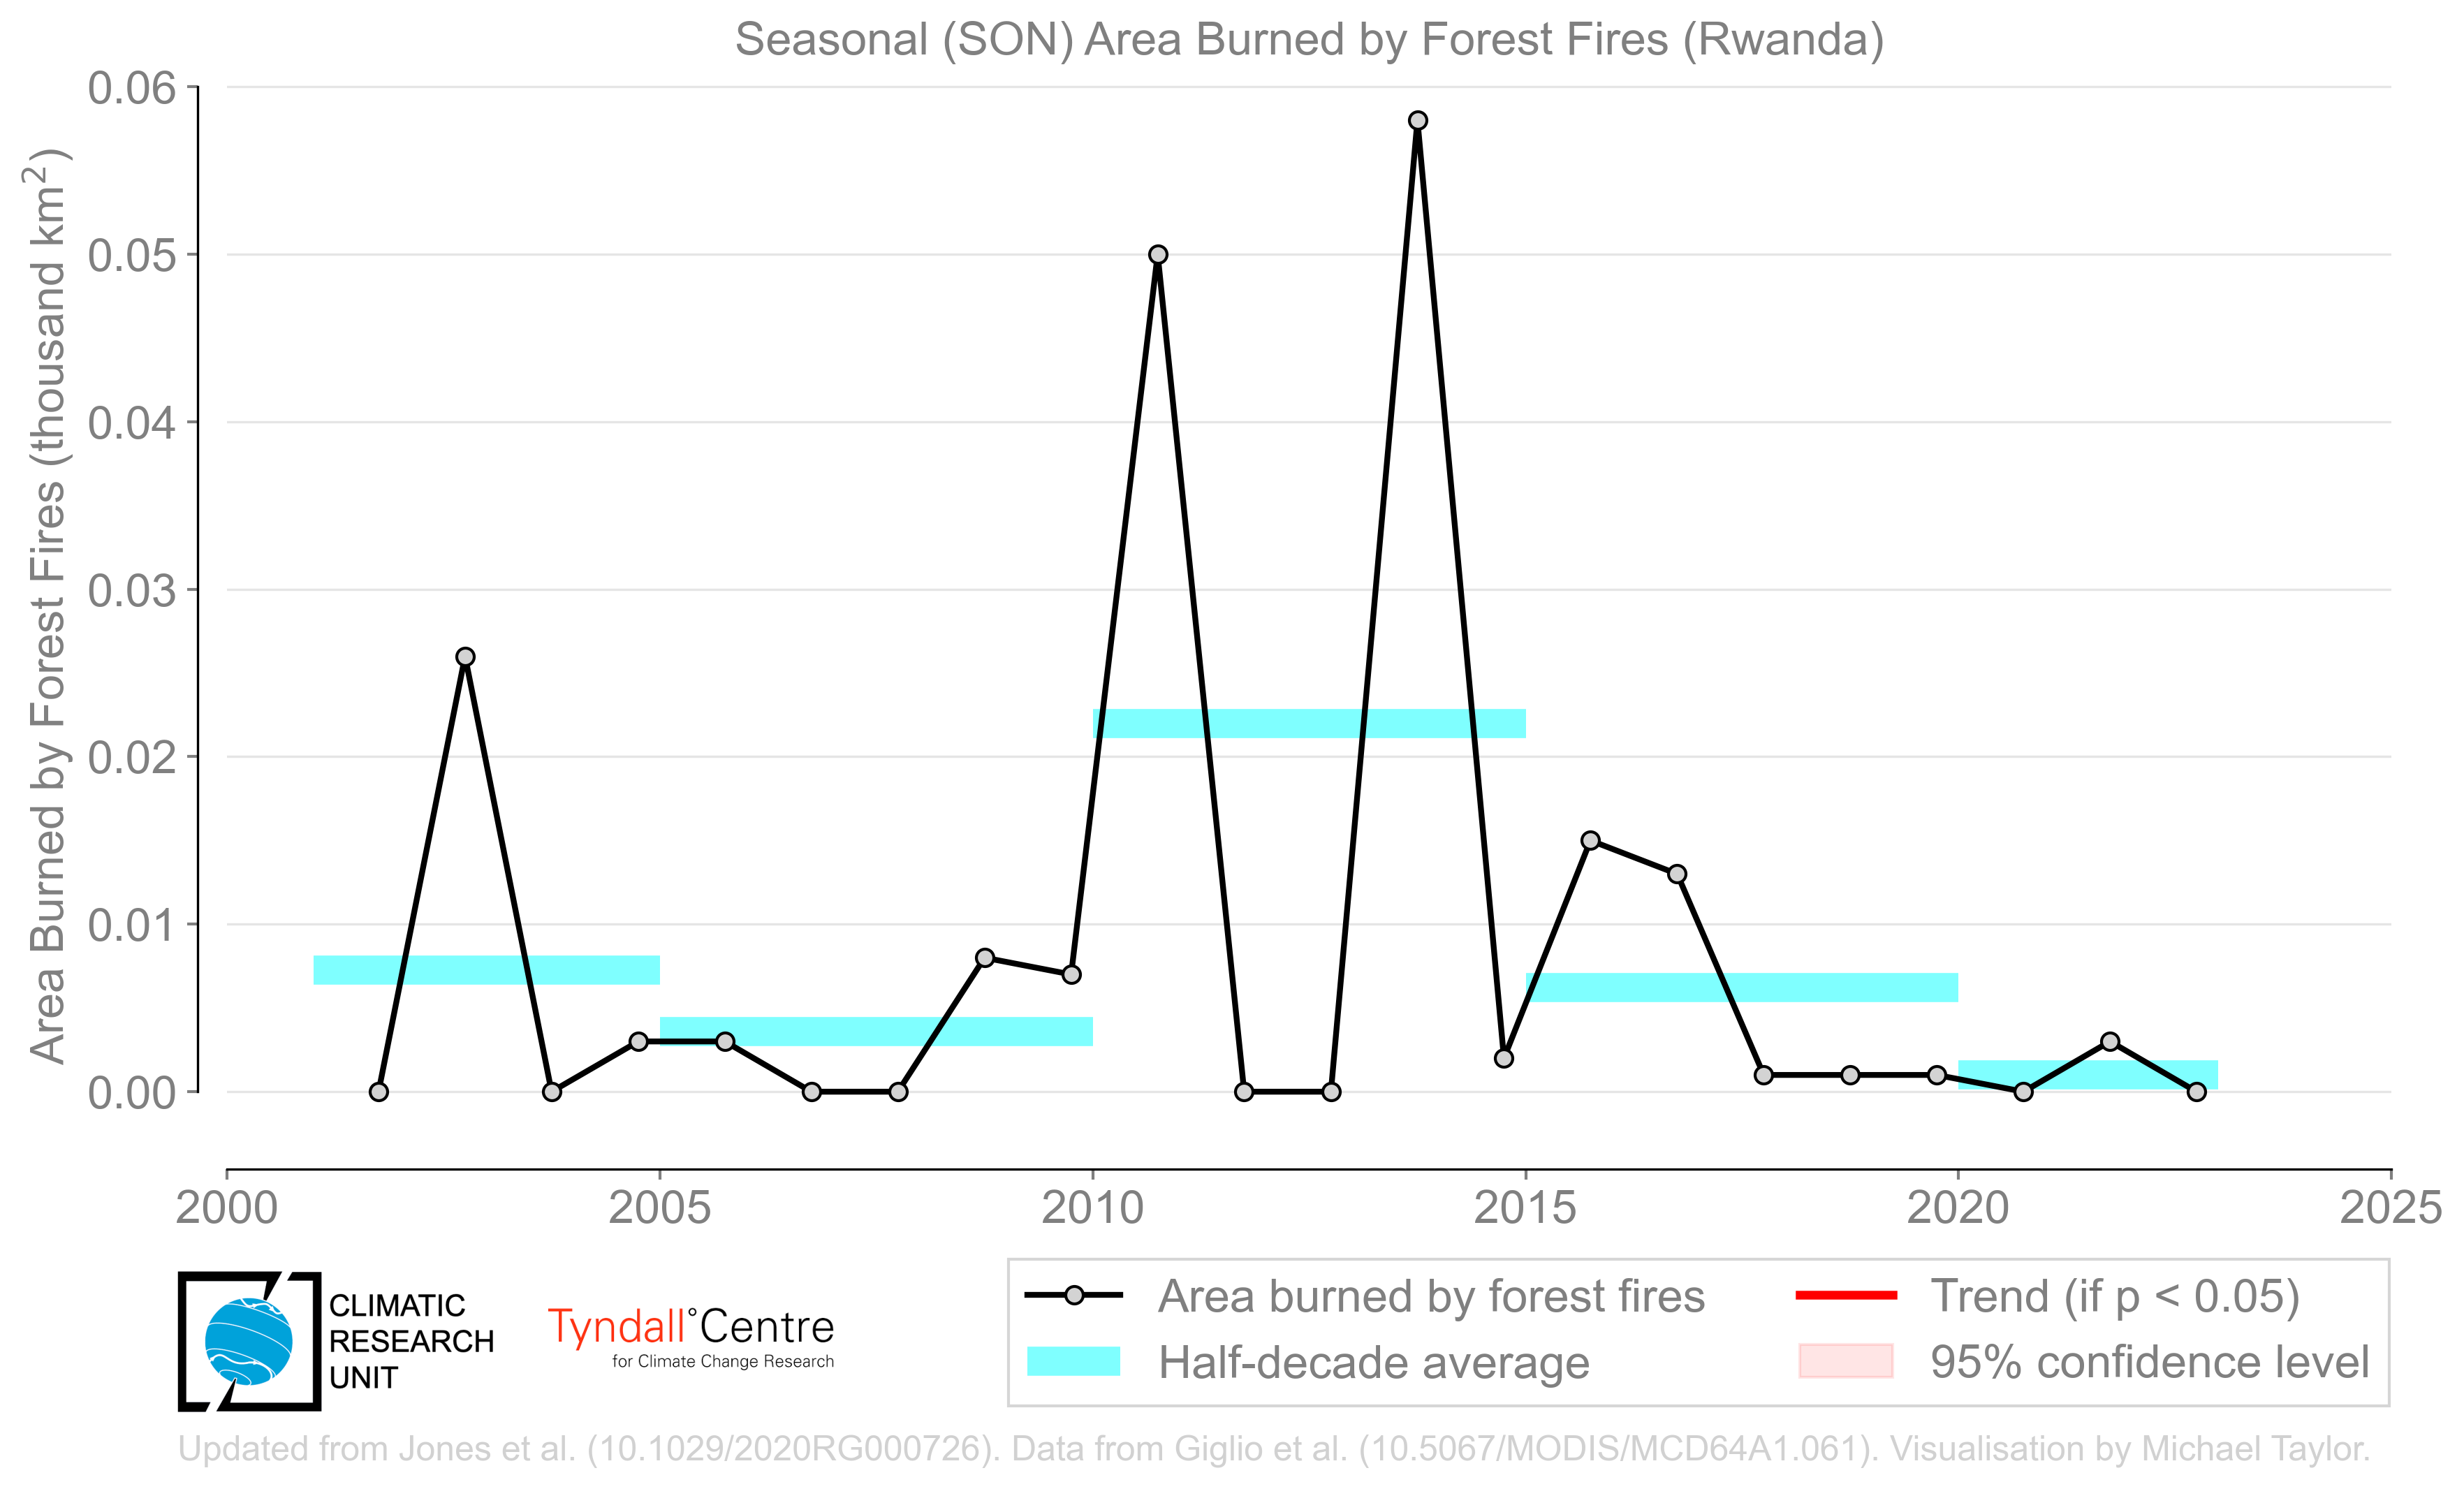 Seasonal (SON) Area Burned by Forest Fires (Rwanda)
Area Burned by Forest Fires (thousand km²)
0.06
0.05
0.04
0.03
0.02
0.01
0.00
2000 2005 2010 2015 2020 2025
CLIMATIC
RESEARCH
UNIT
Tyndall°Centre
for Climate Change Research
Area burned by forest fires
Half-decade average
Trend (if p < 0.05)
95% confidence level
Updated from Jones et al. (10.1029/2020RG000726). Data from Giglio et al. (10.5067/MODIS/MCD64A1.061). Visualisation by Michael Taylor.